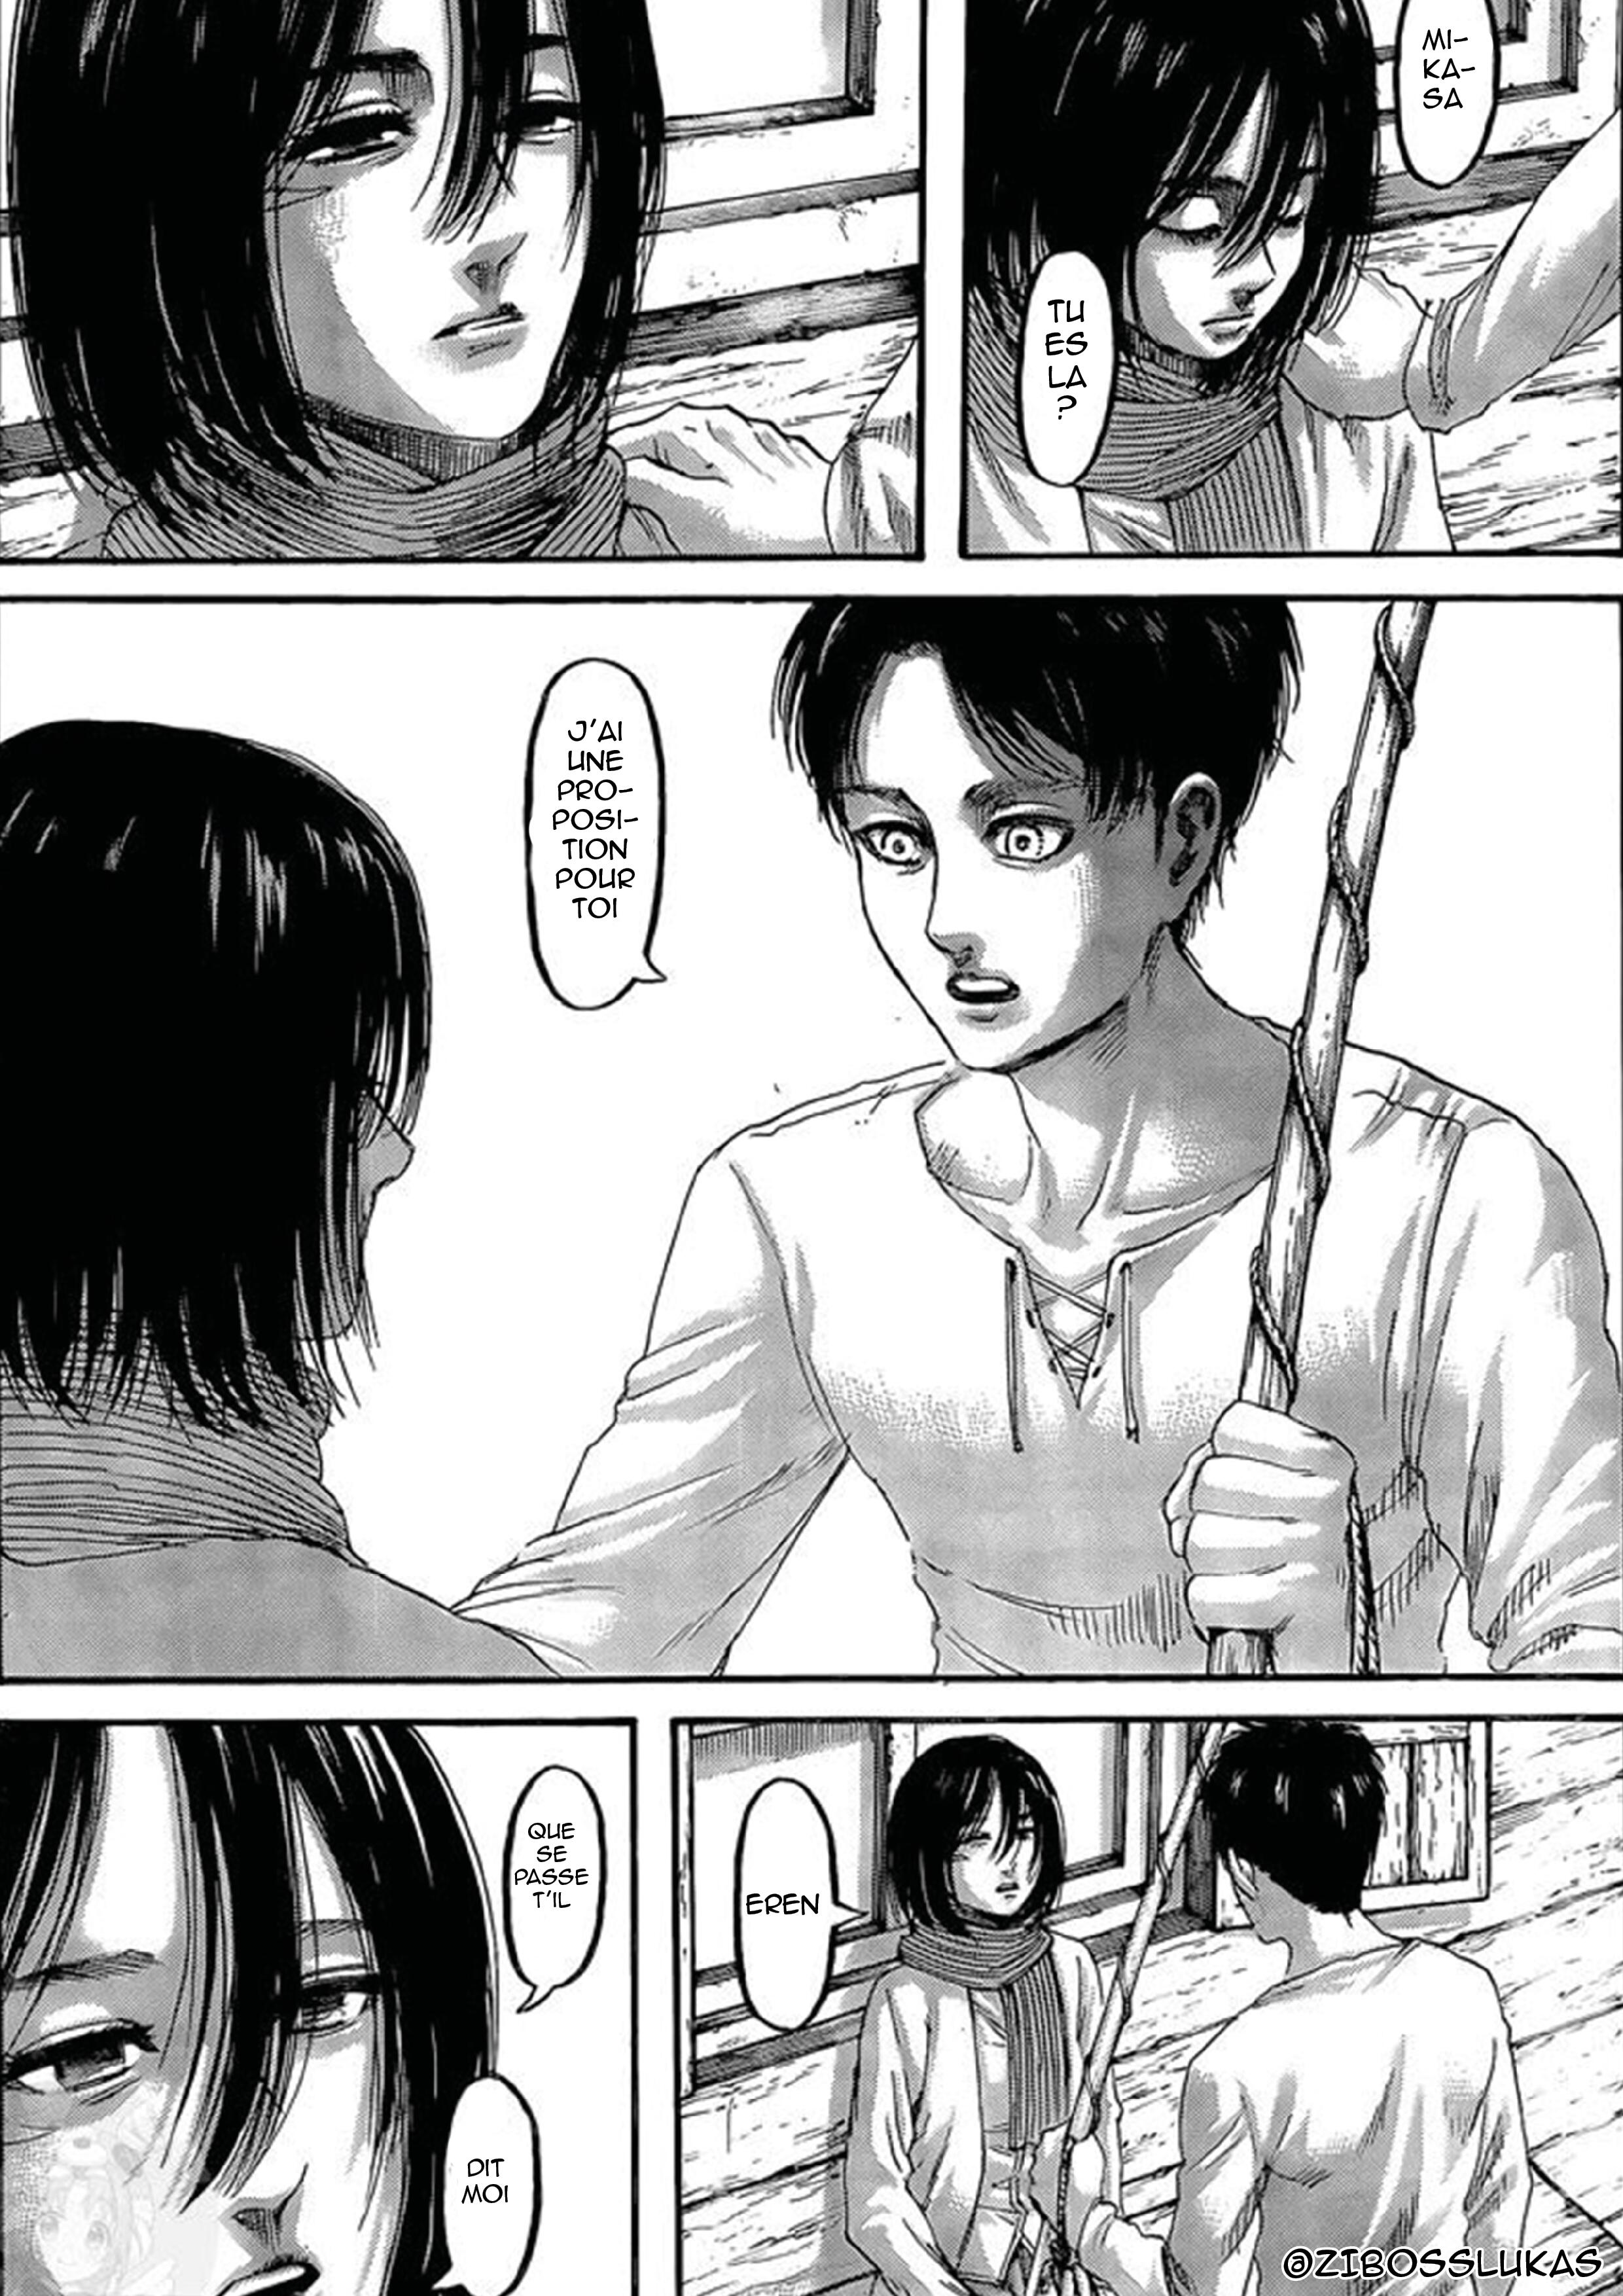 MI-
KA-
SA
TU
ES
LA
?
J'AI
UNE
PRO-
POSI-
TION
POUR
TOI
EREN
QUE
SE
PASSE
T'IL
DIT
MOI
@ZIBOSSLUKAS